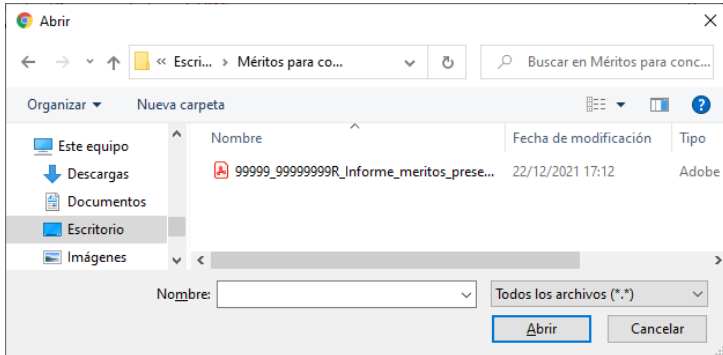 Abrir
« Escri... › Méritos para co...
Buscar en Méritos para conc...
Organizar
Nueva carpeta
Este equipo
Descargas
Documentos
Escritorio
Imágenes
Nombre
Fecha de modificación
Tipo
99999_99999999R_Informe_meritos_prese...
22/12/2021 17:12
Adobe
Nombre:
Todos los archivos (*.*)
Abrir
Cancelar